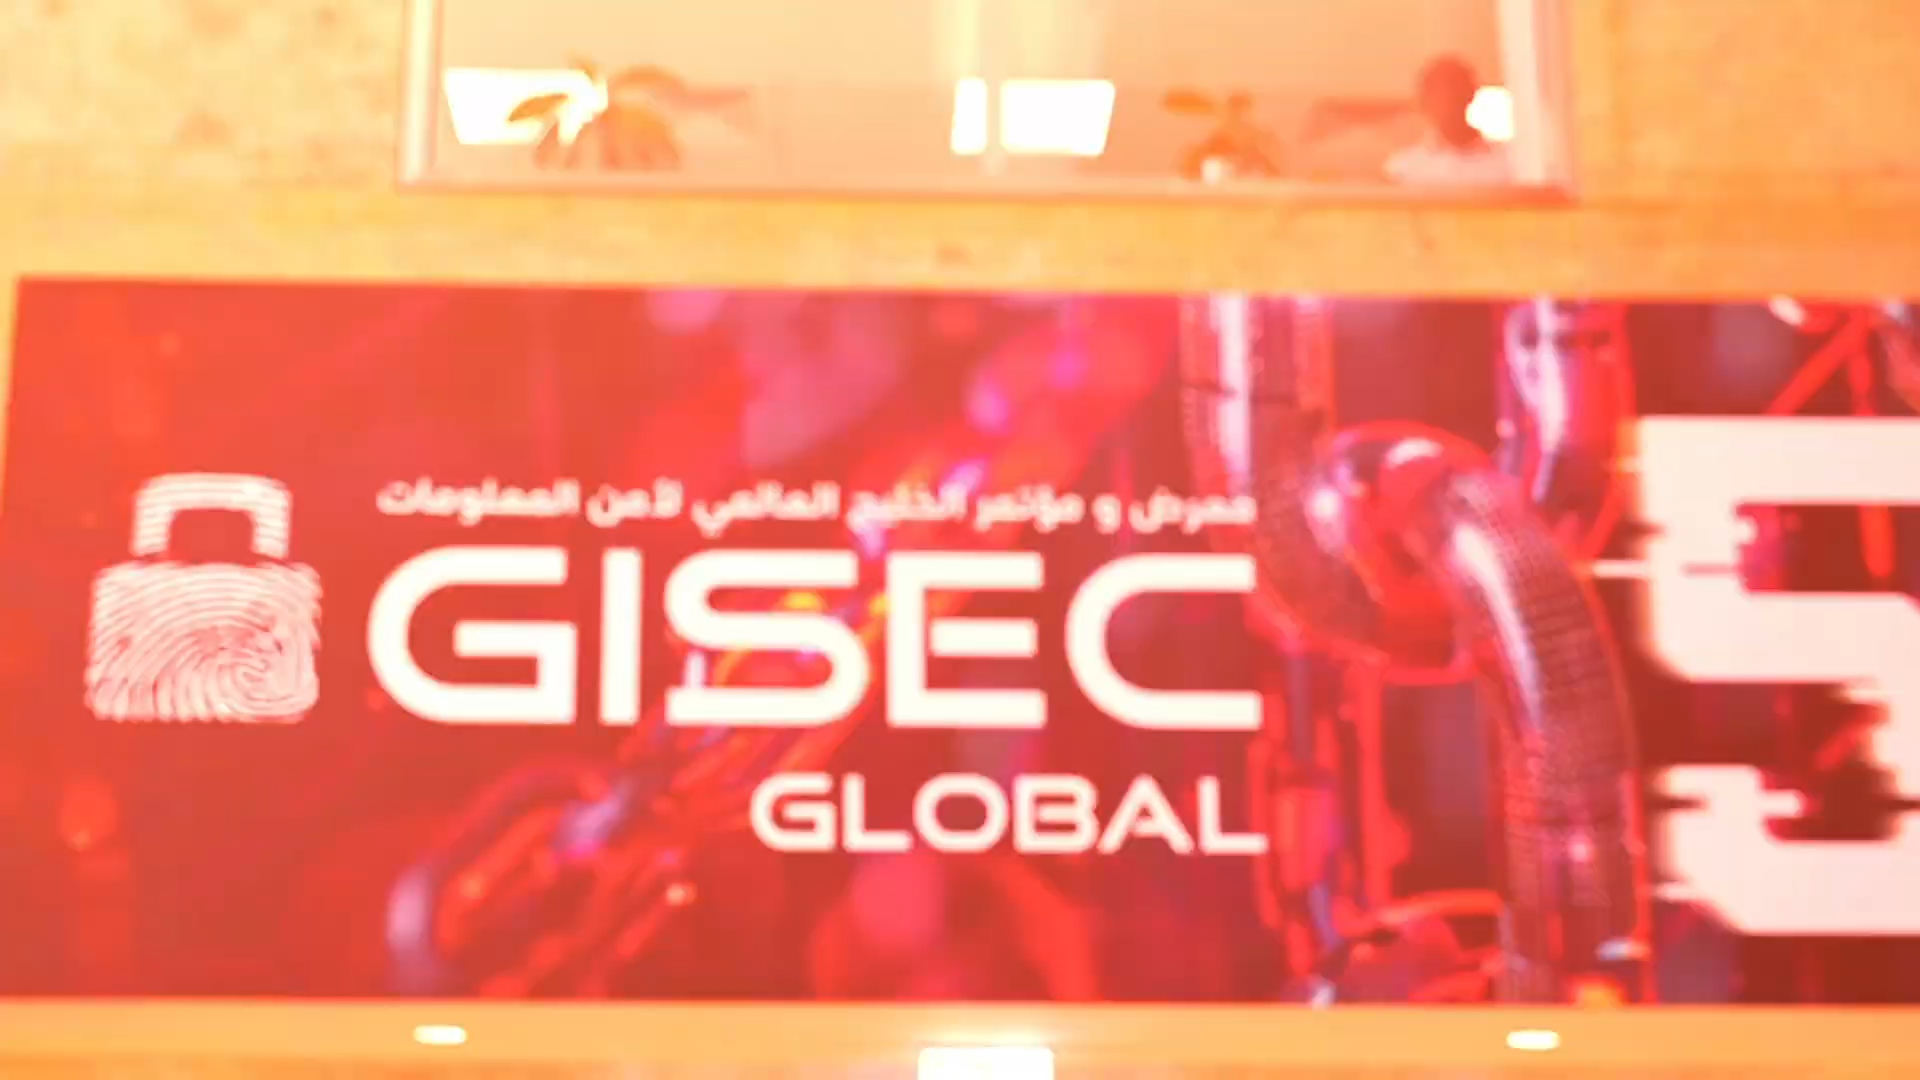 معرض و مؤتمر الخليج العالمي لأمن المعلومات
GISEC
GLOBAL